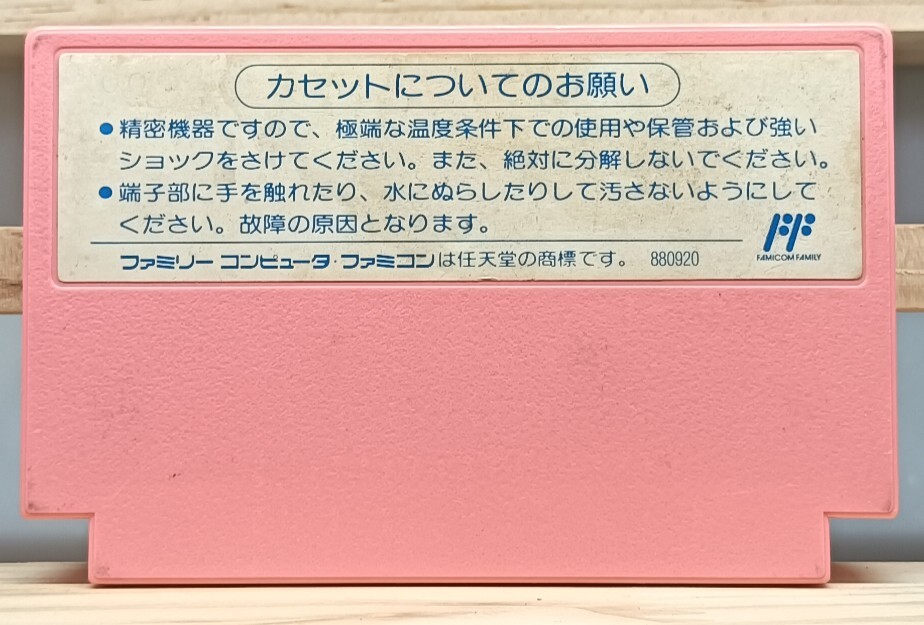 カセットについてのお願い
●精密機器ですので、極端な温度条件下での使用や保管および強い
ショックをさけてください。また、絶対に分解しないでください。
●端子部に手を触れたり、水にぬらしたりして汚さないようにして
ください。故障の原因となります。
ファミリー コンピュータ・ファミコンは任天堂の商標です。 880920
FAMICOM FAMILY